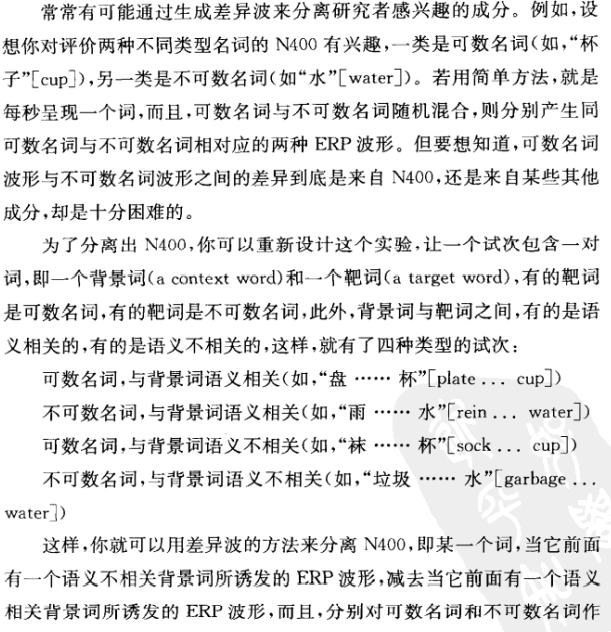 常常有可能通过生成差异波来分离研究者感兴趣的成分。例如，设
想你对评价两种不同类型名词的 N400 有兴趣，一类是可数名词(如，“杯
子”[cup])，另一类是不可数名词(如“水”[water])。若用简单方法，就是
每秒呈现一个词，而且，可数名词与不可数名词随机混合，则分别产生同
可数名词与不可数名词相对应的两种 ERP 波形。但要想知道，可数名词
波形与不可数名词波形之间的差异到底是来自 N400，还是来自某些其他
成分，却是十分困难的。
为了分离出 N400，你可以重新设计这个实验，让一个试次包含一对
词，即一个背景词(a context word)和一个靶词(a target word)，有的靶词
是可数名词，有的靶词是不可数名词，此外，背景词与靶词之间，有的是语
义相关的，有的是语义不相关的，这样，就有了四种类型的试次：
可数名词，与背景词语义相关(如，“盘 …… 杯”[plate ... cup])
不可数名词，与背景词语义相关(如，“雨 …… 水”[rein ... water])
可数名词，与背景词语义不相关(如，“袜 …… 杯”[sock ... cup])
不可数名词，与背景词语义不相关(如，“垃圾 …… 水”[garbage ...
water])
这样，你就可以用差异波的方法来分离 N400，即某一个词，当它前面
有一个语义不相关背景词所诱发的 ERP 波形，减去当它前面有一个语义
相关背景词所诱发的 ERP 波形，而且，分别对可数名词和不可数名词作